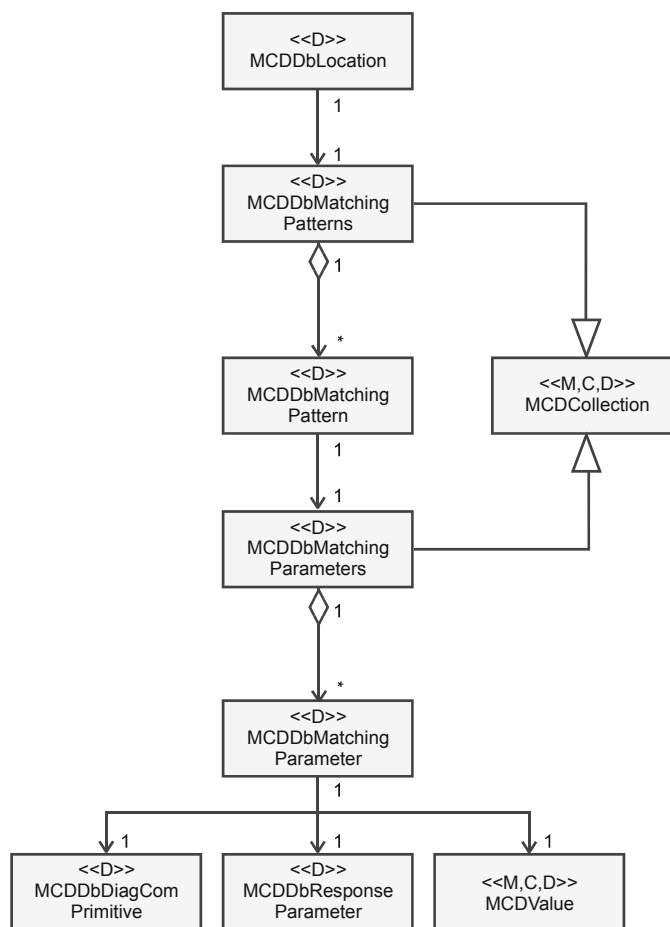 <<D>>
MCDDbLocation
1
1
<<D>>
MCDDbMatching
Patterns
1
*
<<D>>
MCDDbMatching
Pattern
<<M,C,D>>
MCDCollection
1
1
<<D>>
MCDDbMatching
Parameters
1
*
<<D>>
MCDDbMatching
Parameter
1
1
1
1
<<D>>
MCDDbDiagCom
Primitive
<<D>>
MCDDbResponse
Parameter
<<M,C,D>>
MCDValue